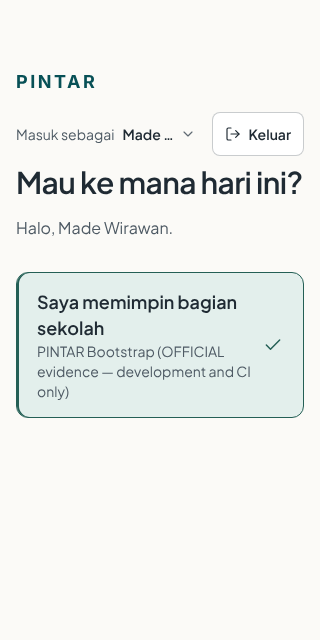 PINTAR
Masuk sebagai Made ...
Keluar
Mau ke mana hari ini?
Halo, Made Wirawan.
Saya memimpin bagian
sekolah
PINTAR Bootstrap (OFFICIAL
evidence — development and CI
only)